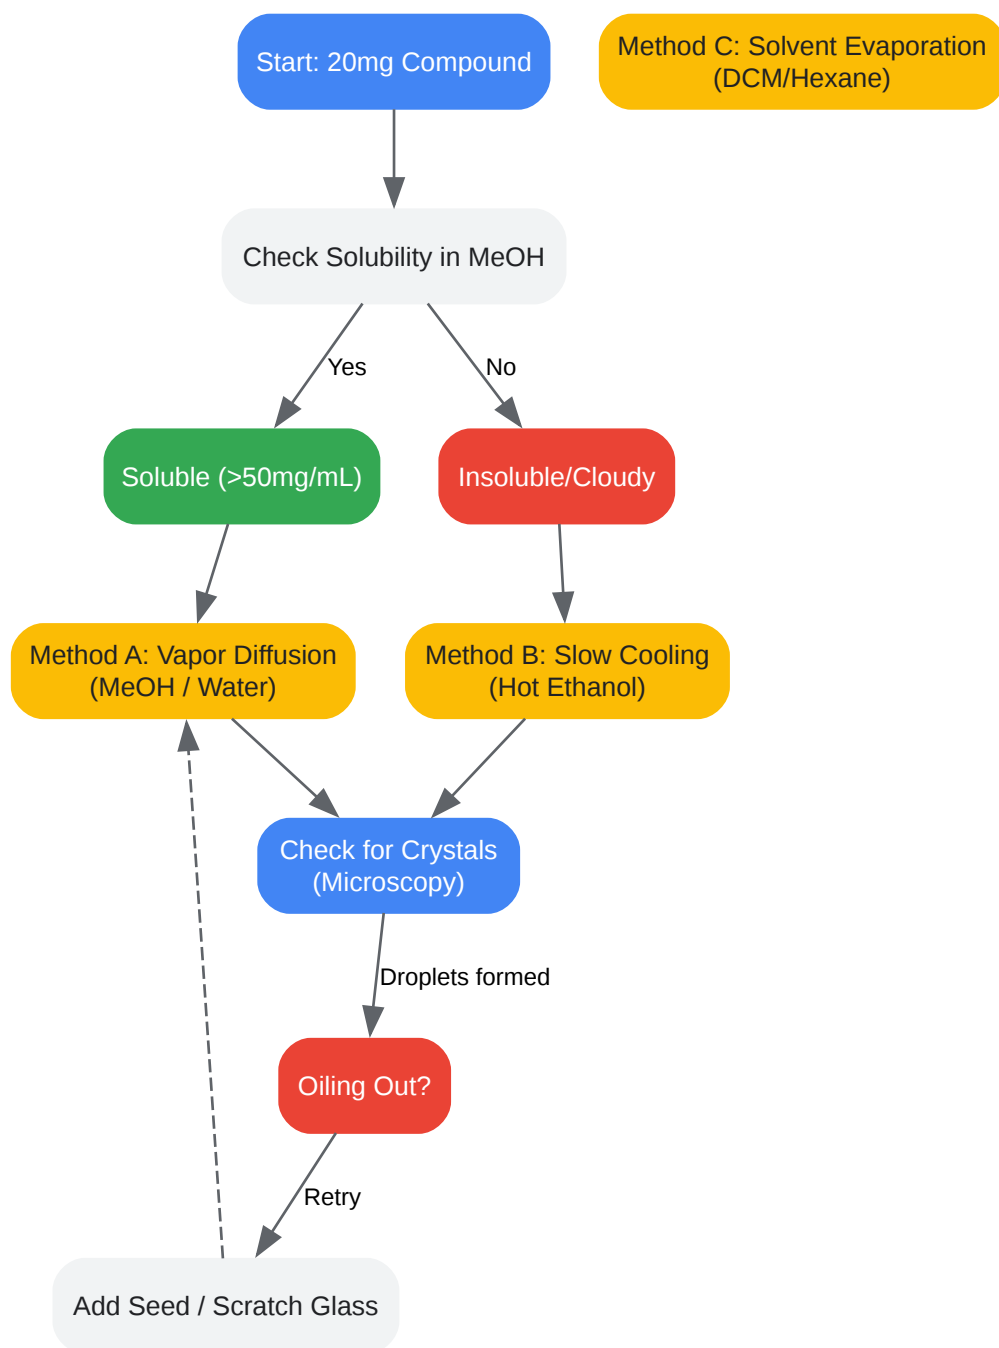 Start: 20mg Compound
Method C: Solvent Evaporation
(DCM/Hexane)
Check Solubility in MeOH
Yes
No
Soluble (>50mg/mL)
Insoluble/Cloudy
Method A: Vapor Diffusion
(MeOH / Water)
Method B: Slow Cooling
(Hot Ethanol)
Check for Crystals
(Microscopy)
Droplets formed
Oiling Out?
Retry
Add Seed / Scratch Glass